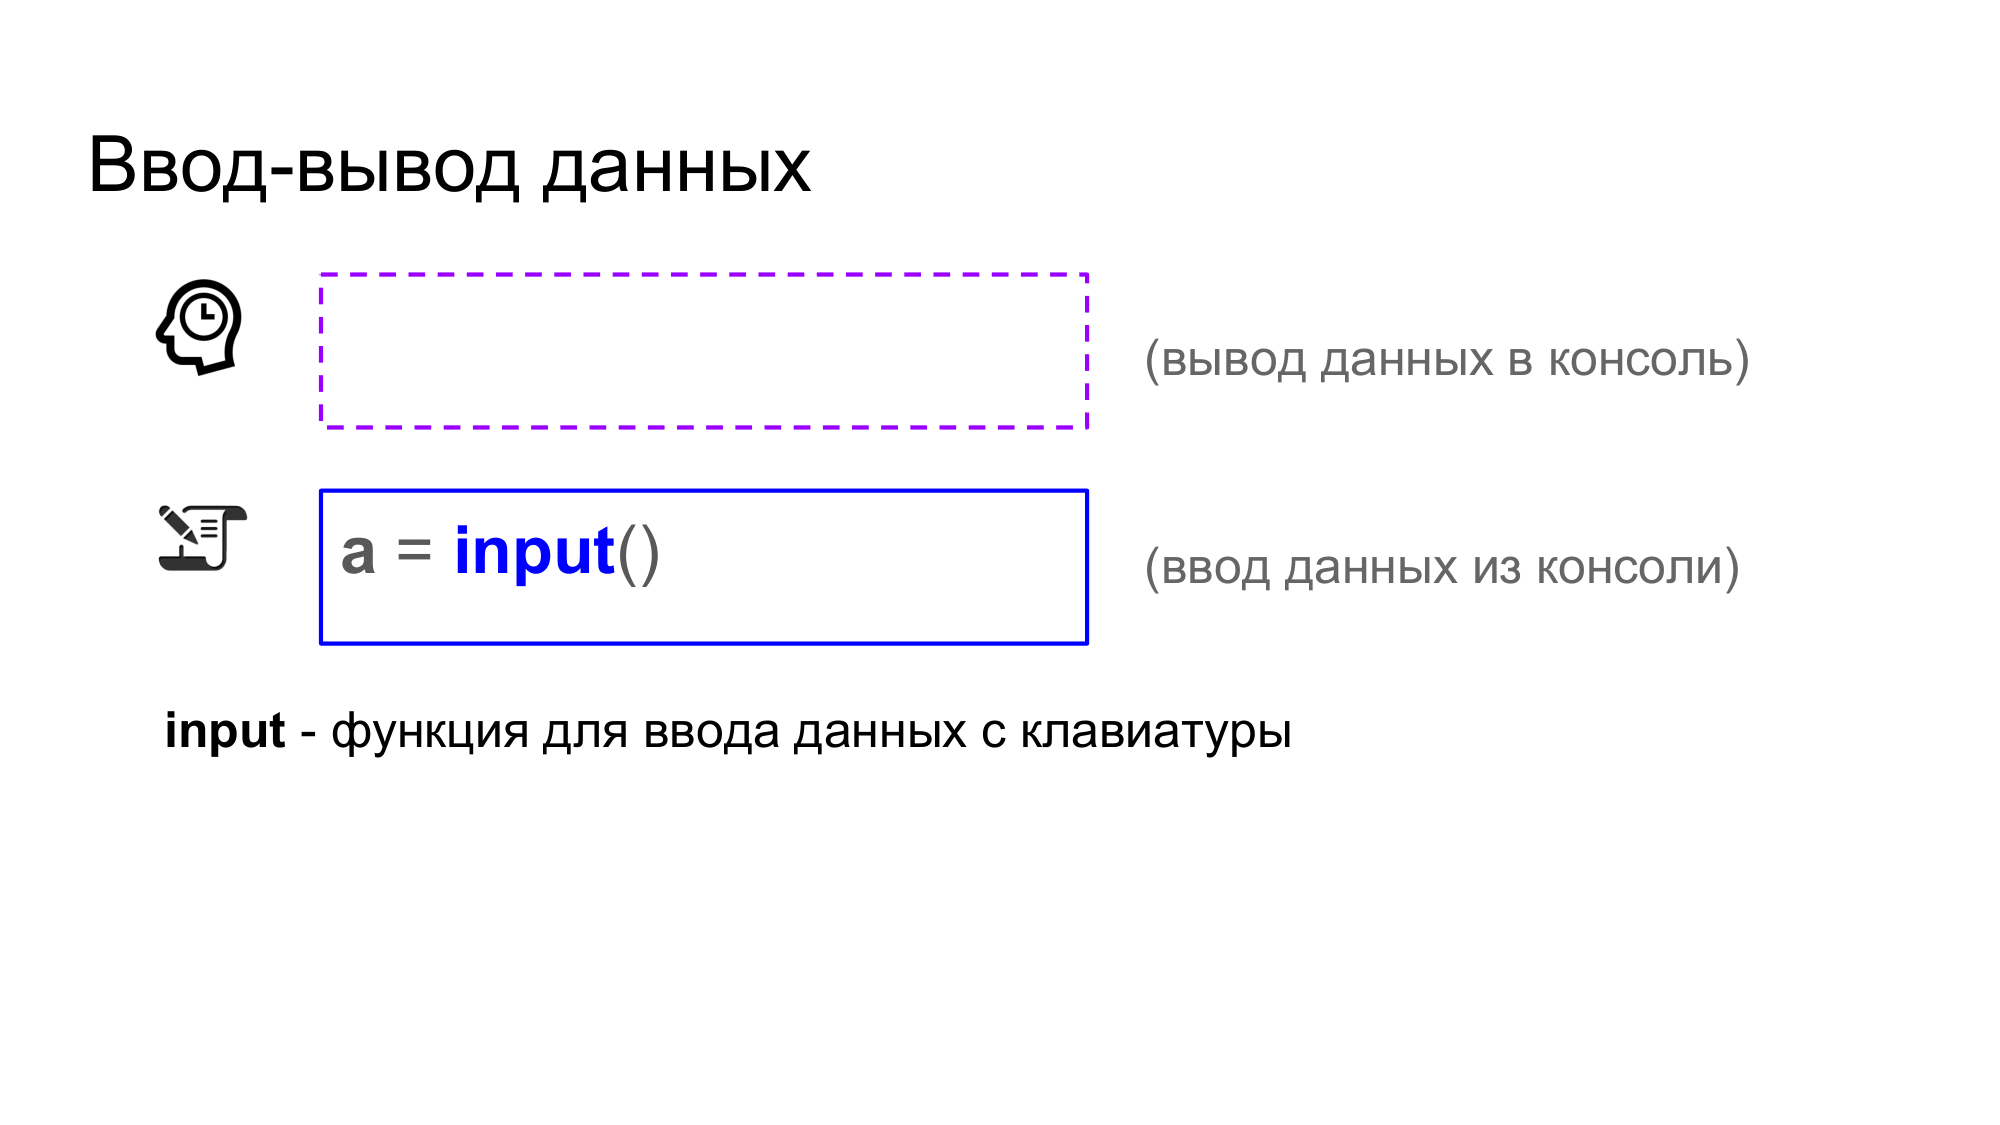 Ввод-вывод данных
(вывод данных в консоль)
a = input()
(ввод данных из консоли)
input - функция для ввода данных с клавиатуры